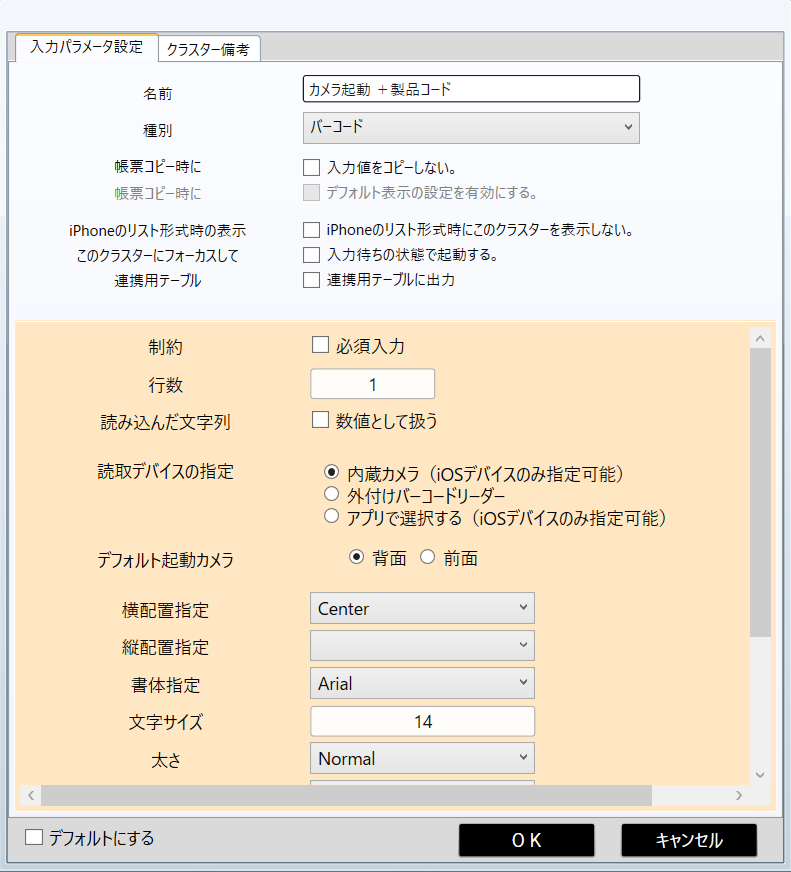 入力パラメータ設定 クラスター備考
名前 カメラ起動 +製品コード
種別 バーコード
帳票コピー時に 入力値をコピーしない。
帳票コピー時に デフォルト表示の設定を有効にする。
iPhoneのリスト形式時の表示 iPhoneのリスト形式時にこのクラスターを表示しない。
このクラスターにフォーカスして 入力待ちの状態で起動する。
連携用テーブル 連携用テーブルに出力
制約 必須入力
行数 1
読み込んだ文字列 数値として扱う
読取デバイスの指定 内蔵カメラ（iOSデバイスのみ指定可能）
外付けバーコードリーダー
アプリで選択する（iOSデバイスのみ指定可能）
デフォルト起動カメラ 背面 前面
横配置指定 Center
縦配置指定
書体指定 Arial
文字サイズ 14
太さ Normal
デフォルトにする OK キャンセル